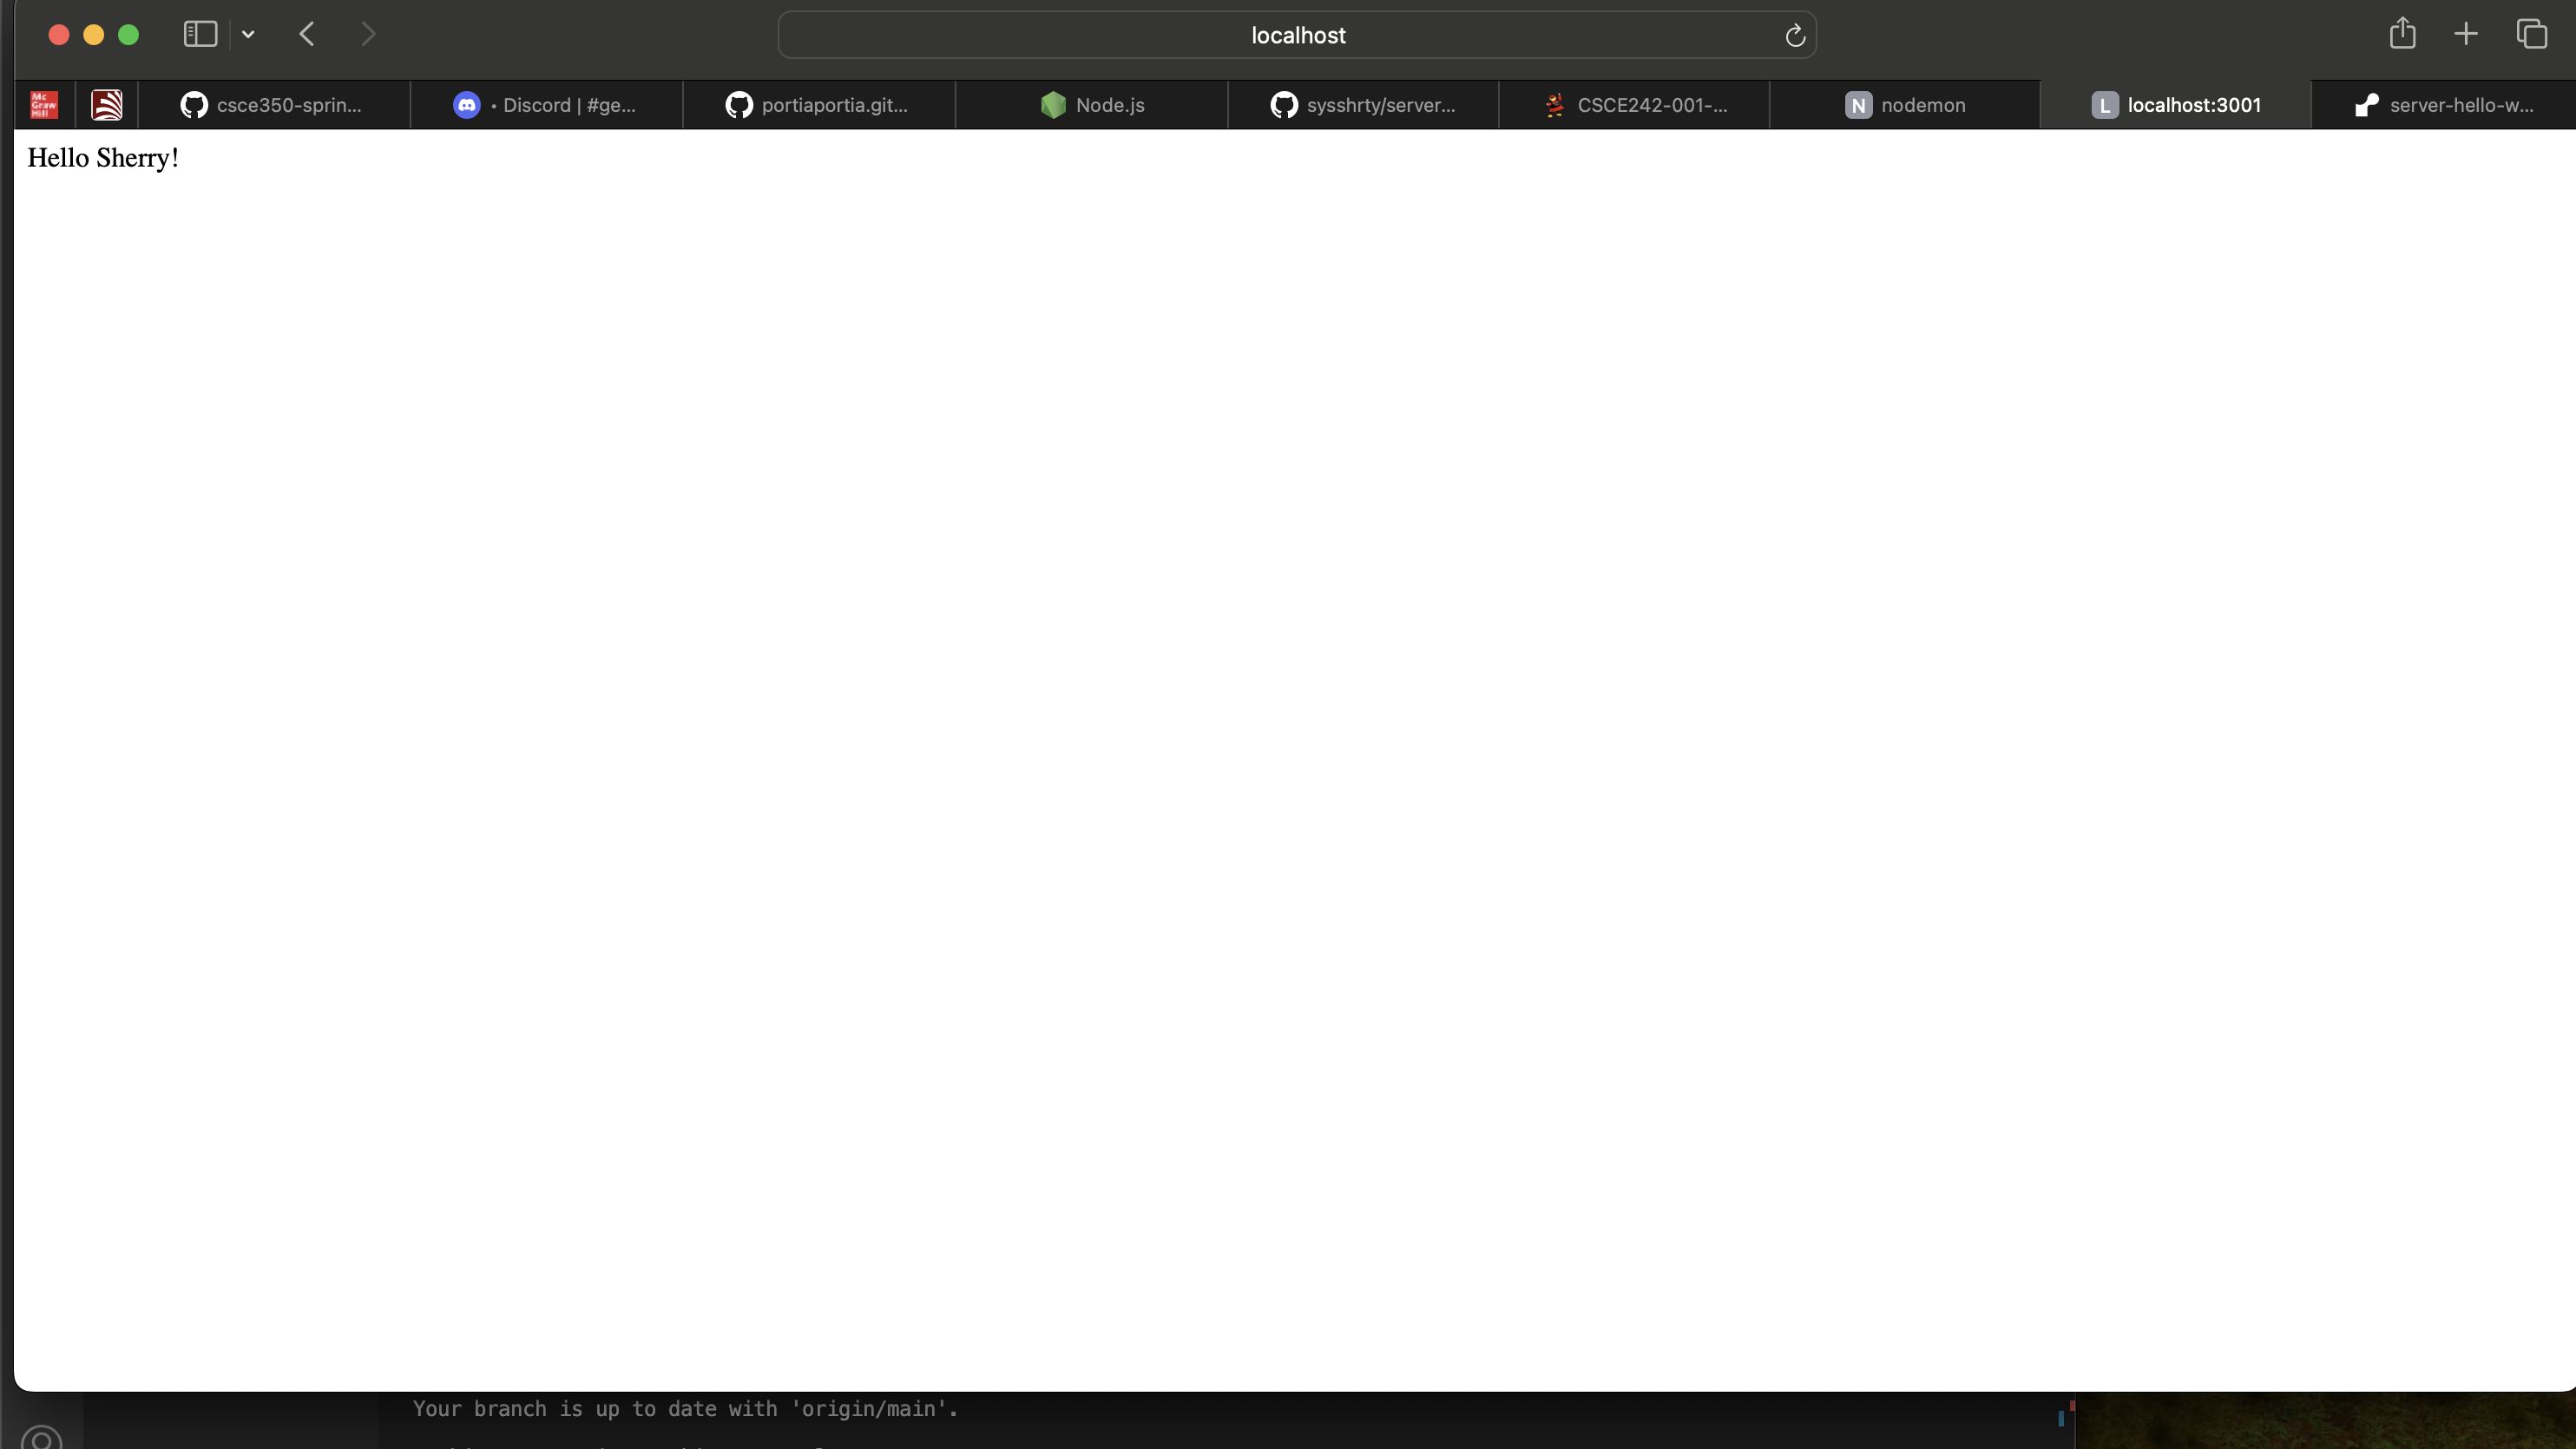 localhost
Mc
Graw
Hill
csce350-sprin...
• Discord | #ge...
portiaportia.git...
Node.js
sysshrty/server...
CSCE242-001-...
N nodemon
L localhost:3001
server-hello-w...
Hello Sherry!
Your branch is up to date with 'origin/main'.